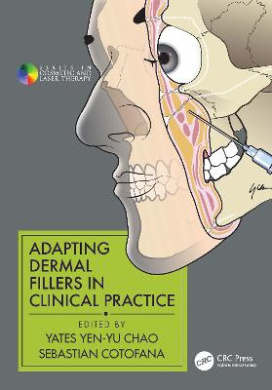 SERIES IN
COSMETIC AND
LASER THERAPY
ADAPTING
DERMAL
FILLERS IN
CLINICAL PRACTICE
EDITED BY
YATES YEN-YU CHAO
SEBASTIAN COTOFANA
CRC Press